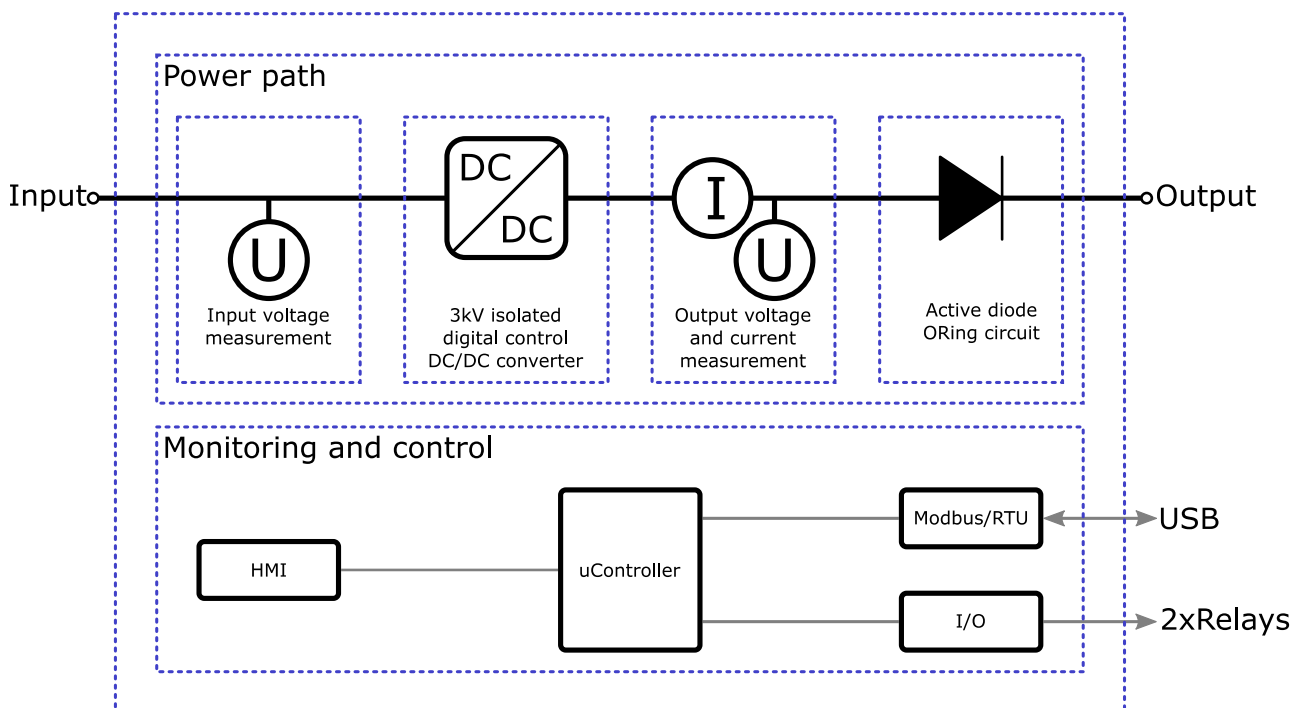 Power path
Input
U
Input voltage
measurement
DC
DC
3kV isolated
digital control
DC/DC converter
I
U
Output voltage
and current
measurement
Active diode
ORing circuit
Output
Monitoring and control
HMI
uController
Modbus/RTU
USB
I/O
2xRelays